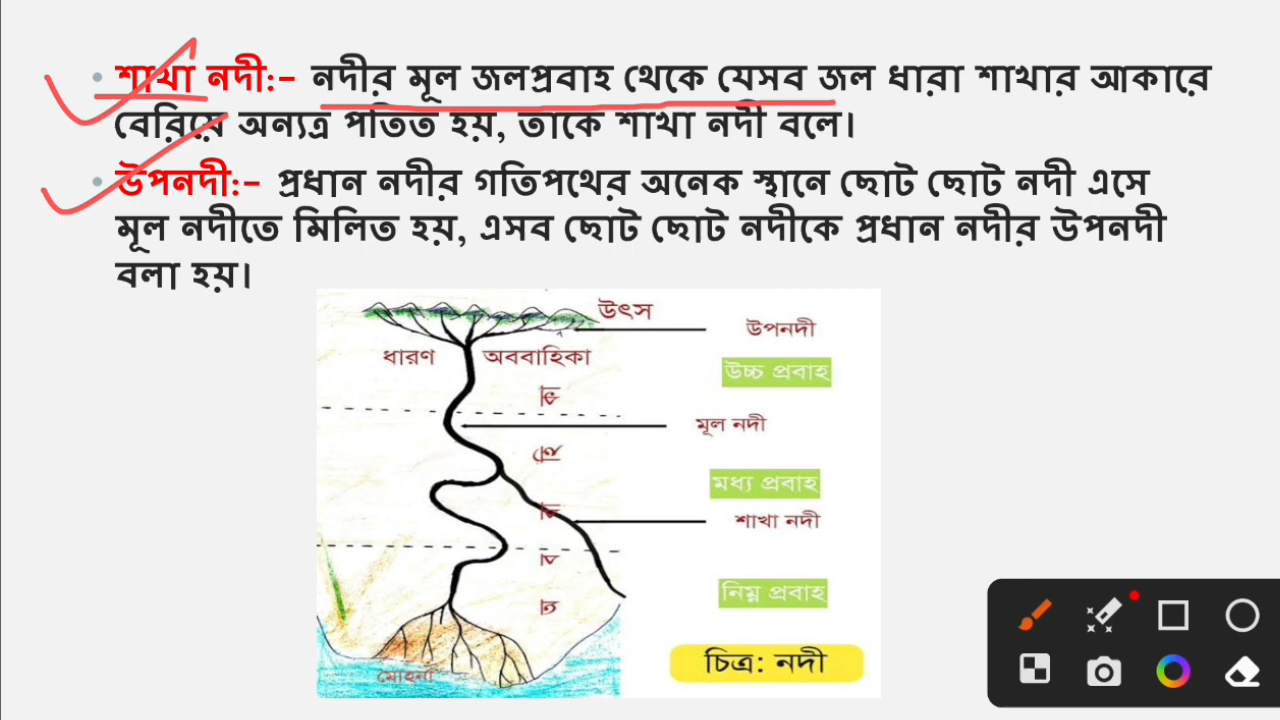 শাখা নদী:– নদীর মূল জলপ্রবাহ থেকে যেসব জল ধারা শাখার আকারে
বেরিয়ে অন্যত্র পতিত হয়, তাকে শাখা নদী বলে।
উপনদী:– প্রধান নদীর গতিপথের অনেক স্থানে ছোট ছোট নদী এসে
মূল নদীতে মিলিত হয়, এসব ছোট ছোট নদীকে প্রধান নদীর উপনদী
বলা হয়।
উৎস
উপনদী
ধারণ অববাহিকা
উচ্চ প্রবাহ
মূল নদী
মধ্য প্রবাহ
শাখা নদী
নিম্ন প্রবাহ
চিত্র: নদী
মোহনা